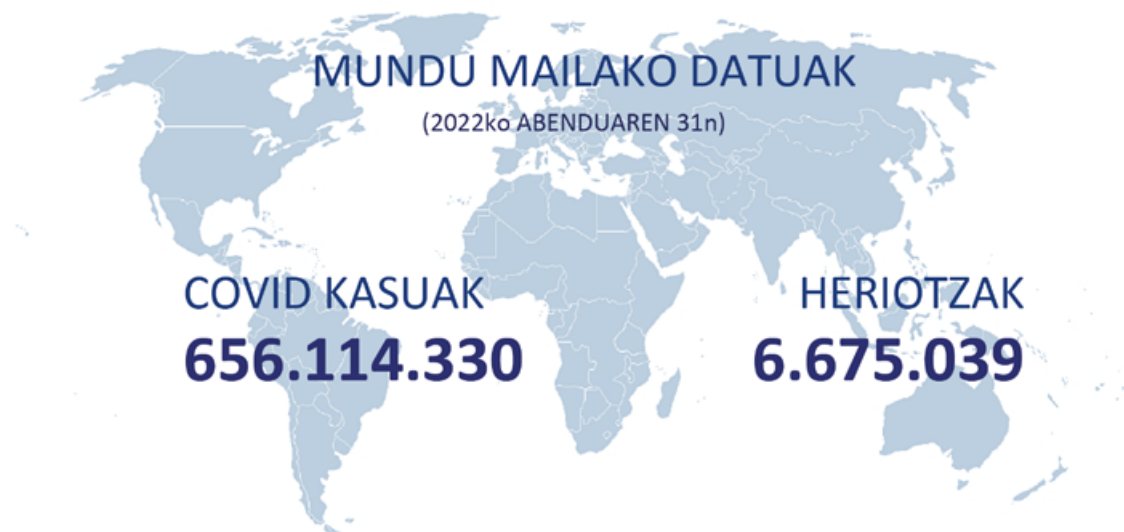 MUNDU MAILAKO DATUAK
(2022ko ABENDUAREN 31n)
COVID KASUAK
656.114.330
HERIOTZAK
6.675.039